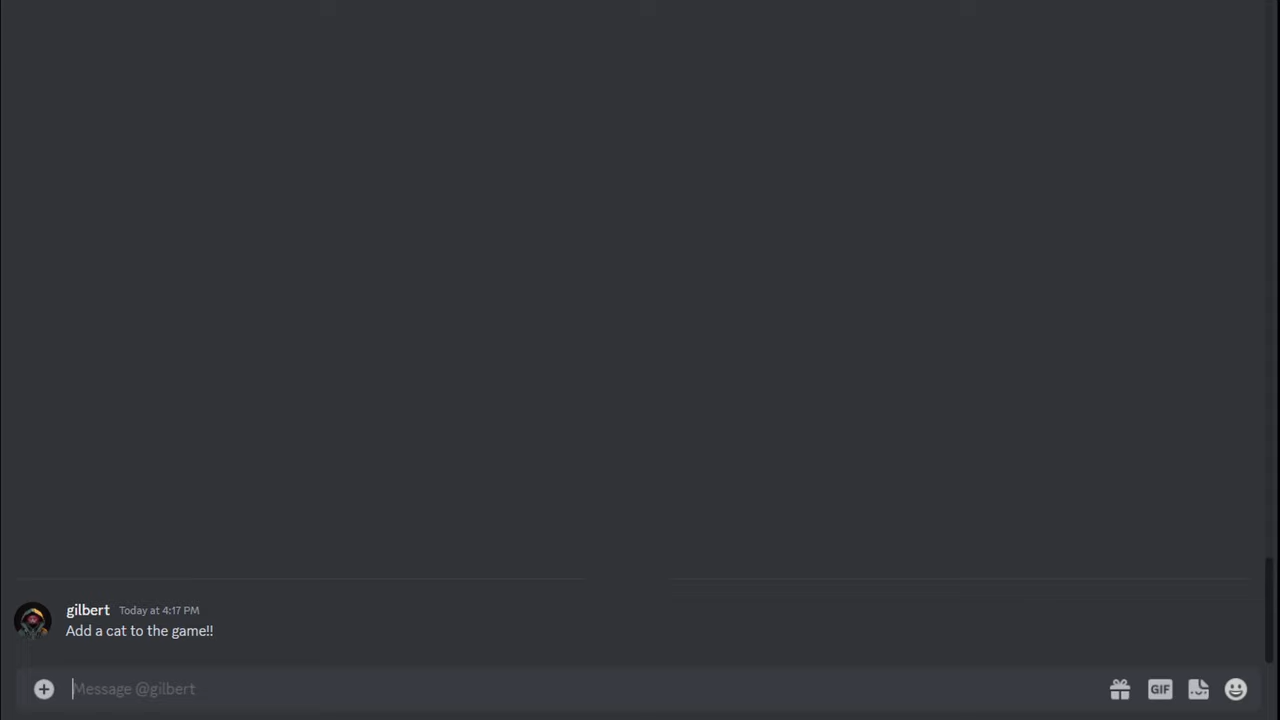 gilbert Today at 4:17 PM
Add a cat to the game!!
Message @gilbert
GIF